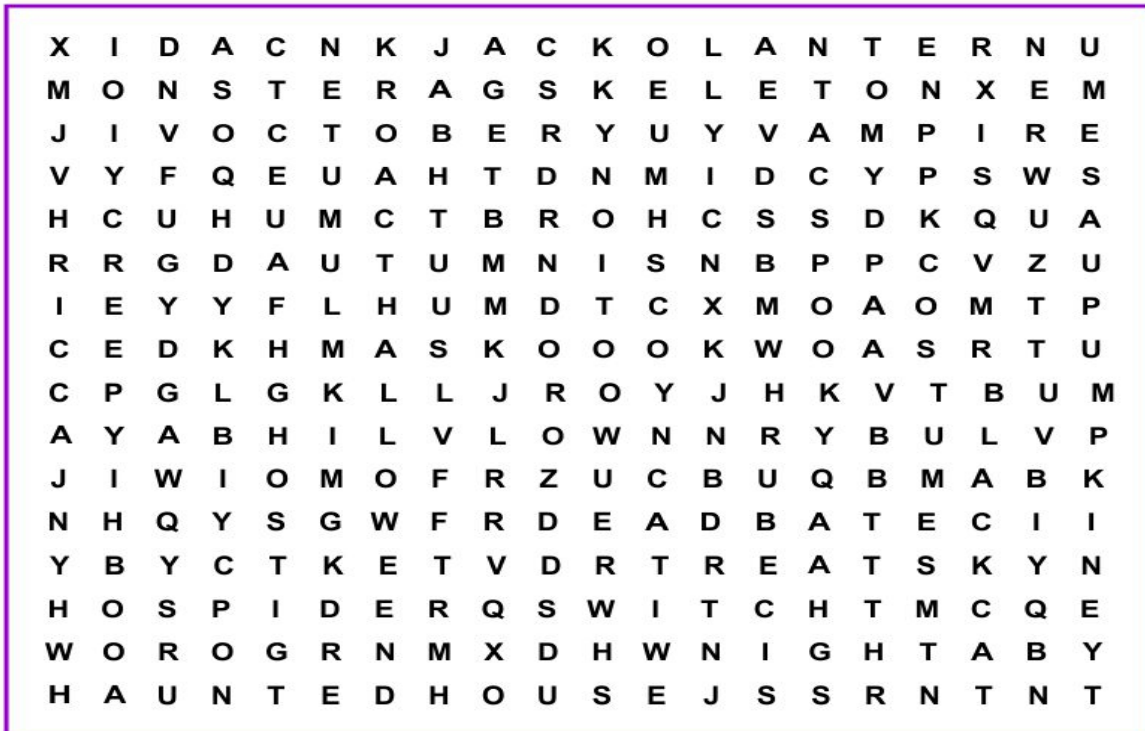 X I D A C N K J A C K O L A N T E R N U
M O N S T E R A G S K E L E T O N X E M
J I V O C T O B E R Y U Y V A M P I R E
V Y F Q E U A H T D N M I D C Y P S W S
H C U H U M C T B R O H C S S D K Q U A
R R G D A U T U M N I S N B P P C V Z U
I E Y Y F L H U M D T C X M O A O M T P
C E D K H M A S K O O O K W O A S R T U
C P G L G K L L J R O Y J H K V T B U M
A Y A B H I L V L O W N N R Y B U L V P
J I W I O M O F R Z U C B U Q B M A B K
N H Q Y S G W F R D E A D B A T E C I I
Y B Y C T K E T V D R T R E A T S K Y N
H O S P I D E R Q S W I T C H T M C Q E
W O R O G R N M X D H W N I G H T A B Y
H A U N T E D H O U S E J S S R N T N T